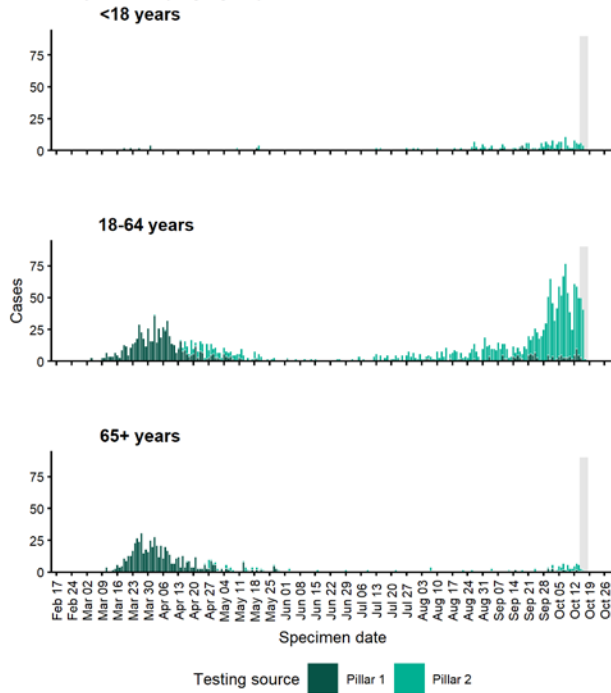 <18 years
75
50
25
0
18-64 years
75
50
25
0
Cases
65+ years
75
50
25
0
Feb 17
Feb 24
Mar 02
Mar 09
Mar 16
Mar 23
Mar 30
Apr 06
Apr 13
Apr 20
Apr 27
May 04
May 11
May 18
May 25
Jun 01
Jun 08
Jun 15
Jun 22
Jun 29
Jul 06
Jul 13
Jul 20
Jul 27
Aug 03
Aug 10
Aug 17
Aug 24
Aug 31
Sep 07
Sep 14
Sep 21
Sep 28
Oct 05
Oct 12
Oct 19
Oct 26
Specimen date
Testing source Pillar 1 Pillar 2